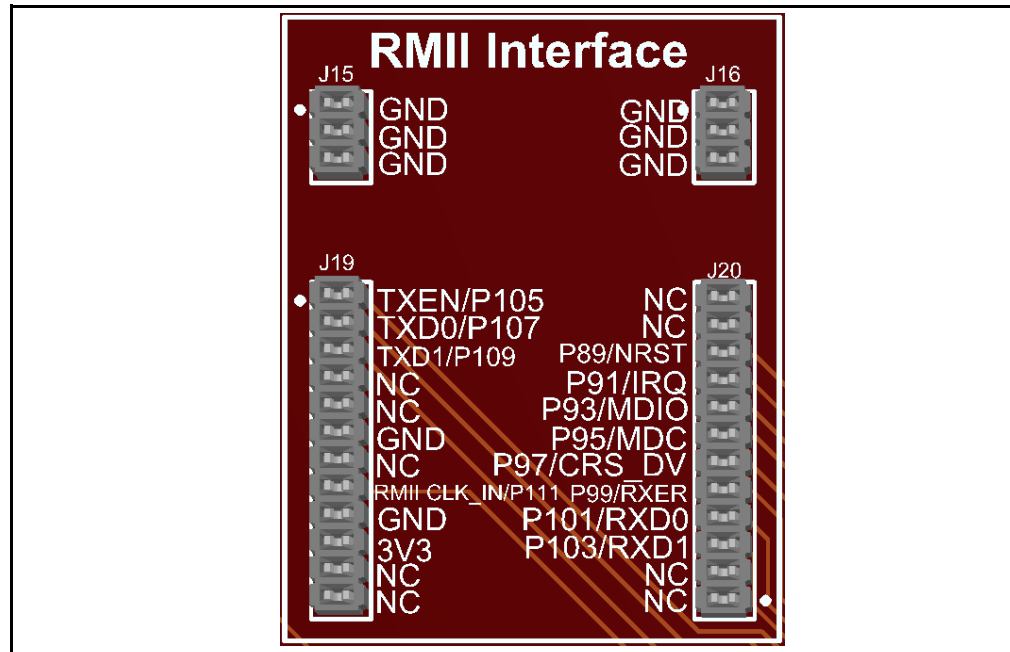 RMII Interface
J15
GND
GND
GND
J16
GND
GND
GND
J19
TXEN/P105
TXD0/P107
TXD1/P109
NC
NC
GND
NC
RMII CLK_IN/P111
GND
3V3
NC
NC
J20
NC
NC
P89/NRST
P91/IRQ
P93/MDIO
P95/MDC
P97/CRS_DV
P99/RXER
P101/RXD0
P103/RXD1
NC
NC